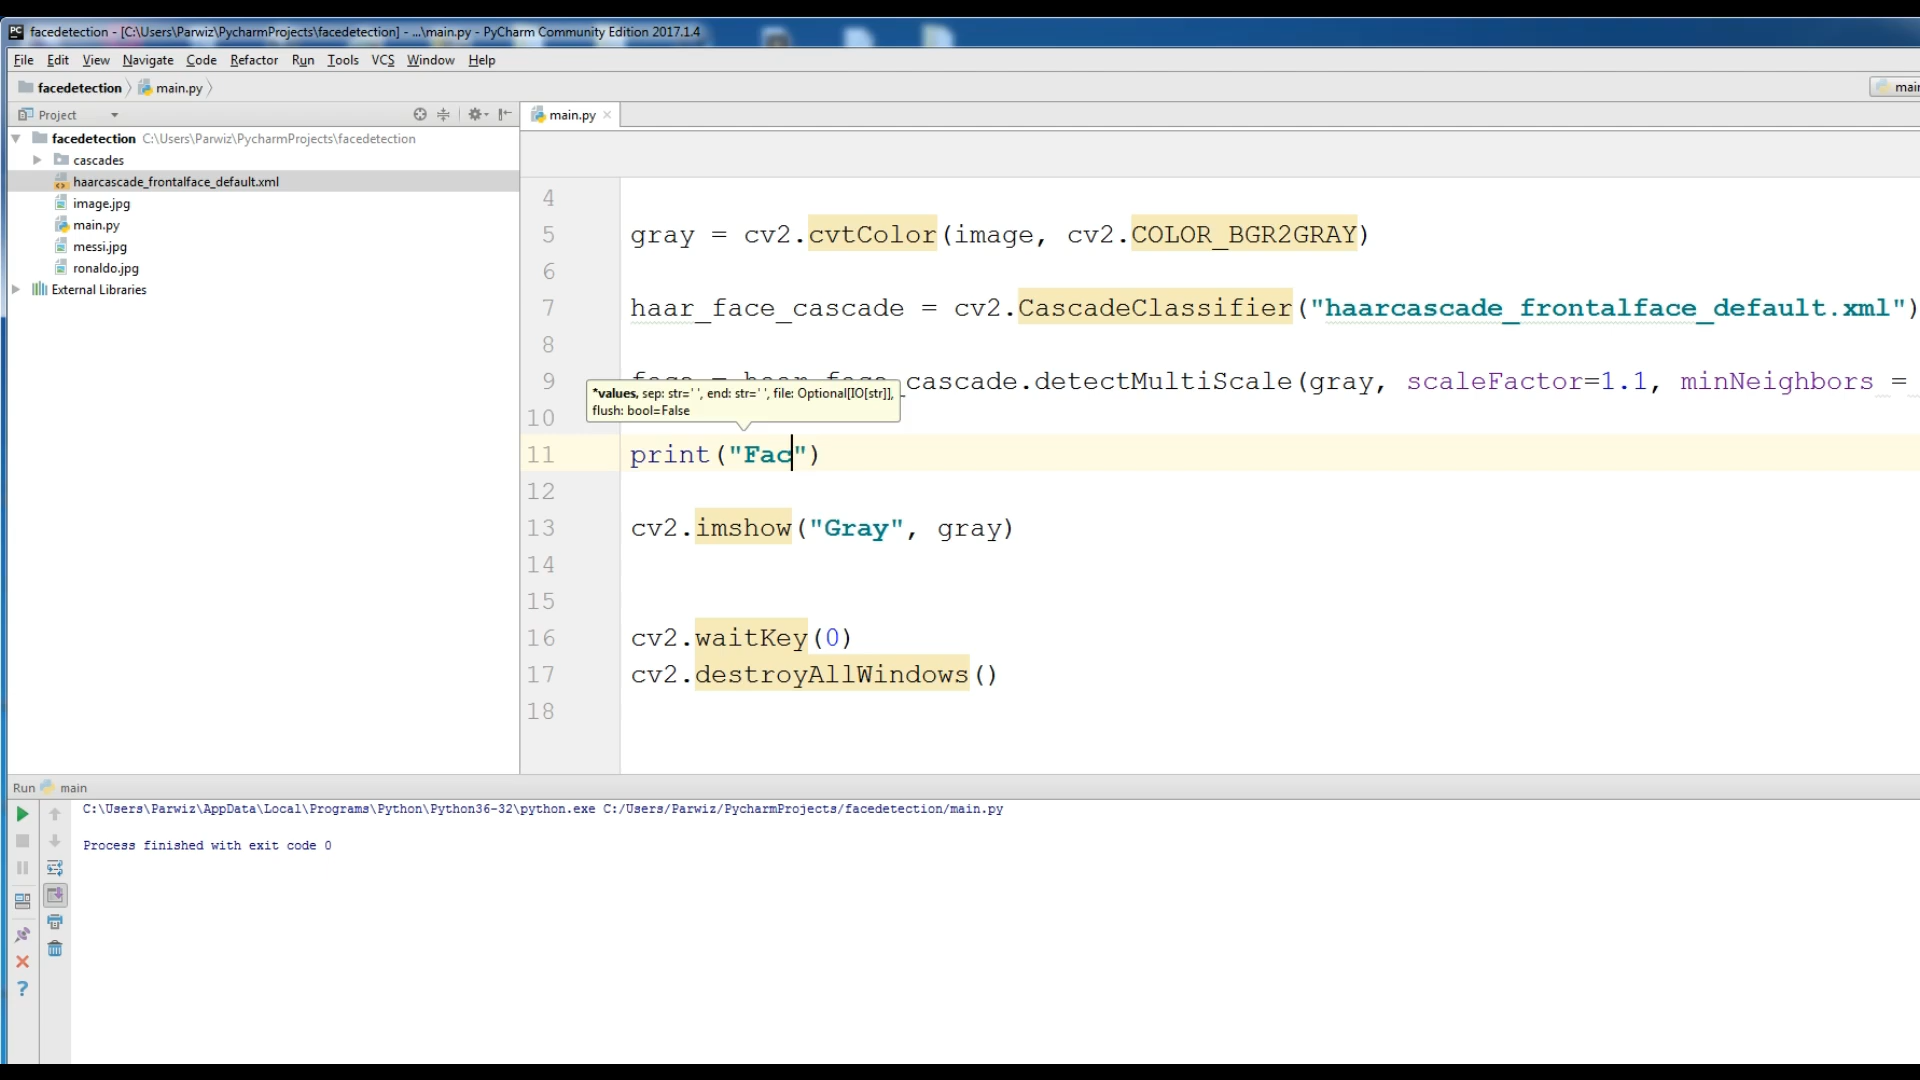 facedetection - [C:\Users\Parwiz\PycharmProjects\facedetection] - ...\main.py - PyCharm Community Edition 2017.1.4
File Edit View Navigate Code Refactor Run Tools VCS Window Help
facedetection main.py
Project
main.py
facedetection C:\Users\Parwiz\PycharmProjects\facedetection
cascades
haarcascade_frontalface_default.xml
image.jpg
main.py
messi.jpg
ronaldo.jpg
External Libraries
4
5 gray = cv2.cvtColor(image, cv2.COLOR_BGR2GRAY)
6
7 haar_face_cascade = cv2.CascadeClassifier("haarcascade_frontalface_default.xml")
8
9 cascade.detectMultiScale(gray, scaleFactor=1.1, minNeighbors =
*values, sep: str=' ', end: str=' ', file: Optional[IO[str]],
flush: bool=False
10
11 print("Fac")
12
13 cv2.imshow("Gray", gray)
14
15
16 cv2.waitKey(0)
17 cv2.destroyAllWindows()
18
Run main
C:\Users\Parwiz\AppData\Local\Programs\Python\Python36-32\python.exe C:/Users/Parwiz/PycharmProjects/facedetection/main.py
Process finished with exit code 0